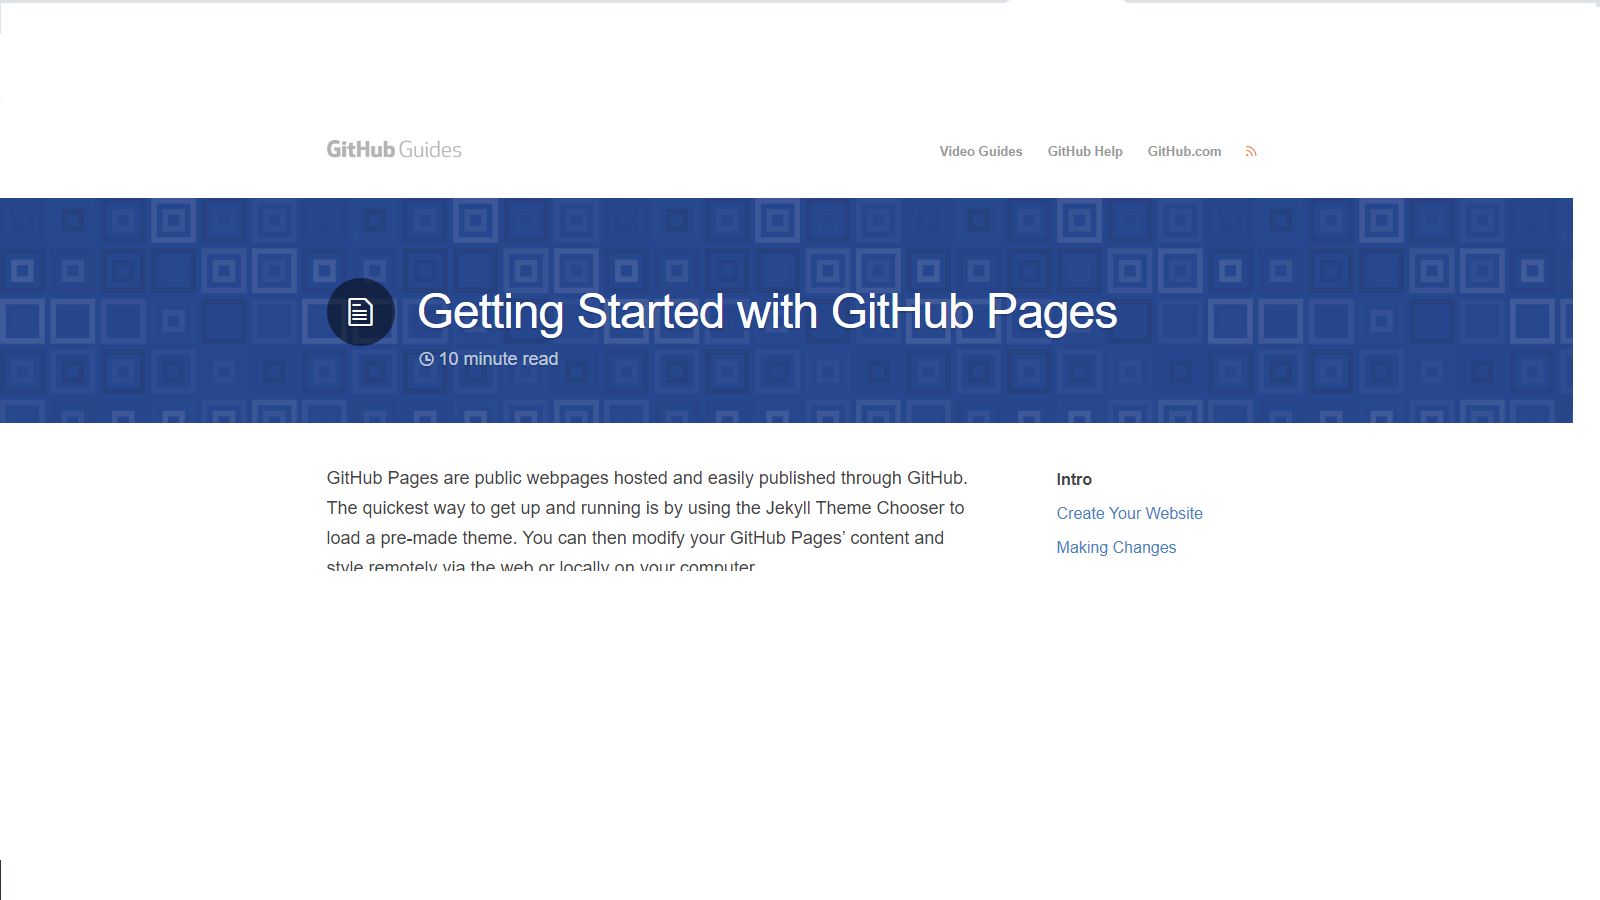 GitHub Guides
Video Guides GitHub Help GitHub.com
Getting Started with GitHub Pages
10 minute read
GitHub Pages are public webpages hosted and easily published through GitHub.
The quickest way to get up and running is by using the Jekyll Theme Chooser to
load a pre-made theme. You can then modify your GitHub Pages’ content and
style remotely via the web or locally on your computer
Intro
Create Your Website
Making Changes